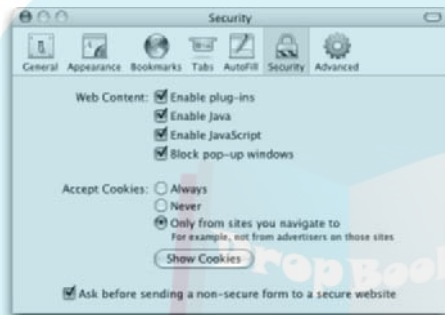 Security
General Appearance Bookmarks Tabs AutoFill Security Advanced
Web Content: Enable plug-ins
Enable Java
Enable JavaScript
Block pop-up windows
Accept Cookies: Always
Never
Only from sites you navigate to
For example, not from advertisers on those sites
Show Cookies
Drop Boo
Ask before sending a non-secure form to a secure website